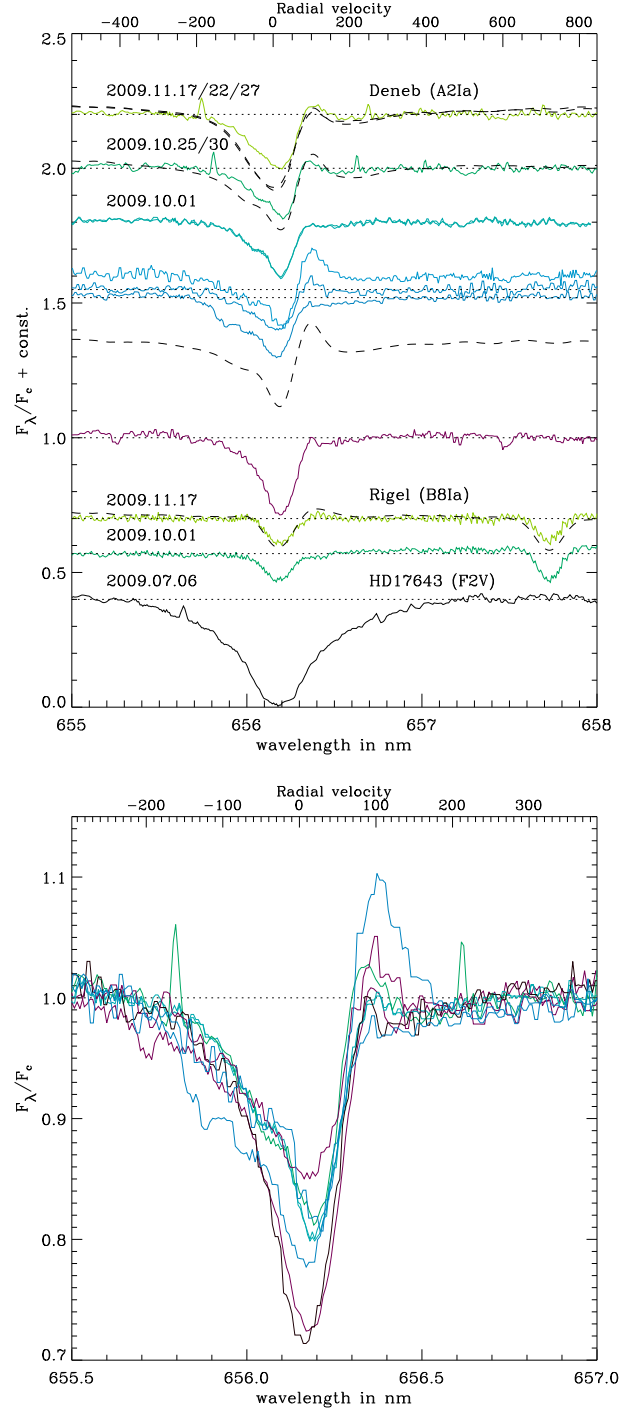 Radial velocity
−400 −200 0 200 400 600 800
2.5
2009.11.17/22/27 Deneb (A2Ia)
2009.10.25/30
2.0
2009.10.01
1.5
F_λ/F_c + const.
1.0
2009.11.17 Rigel (B8Ia)
2009.10.01
0.5
2009.07.06 HD17643 (F2V)
0.0
655 656 657 658
wavelength in nm
Radial velocity
−200 −100 0 100 200 300
1.1
1.0
F_λ/F_c
0.9
0.8
0.7
655.5 656.0 656.5 657.0
wavelength in nm